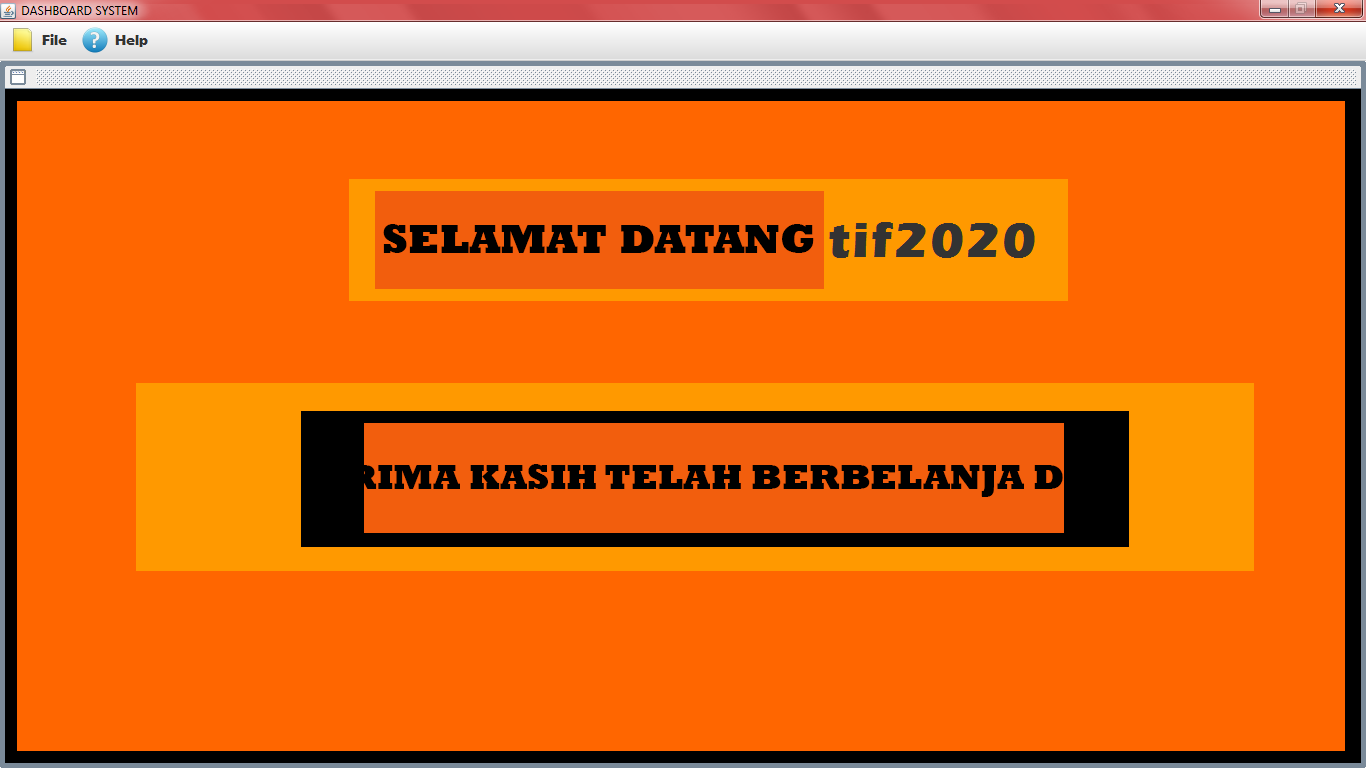 DASHBOARD SYSTEM
File Help
SELAMAT DATANG tif2020
RIMA KASIH TELAH BERBELANJA D